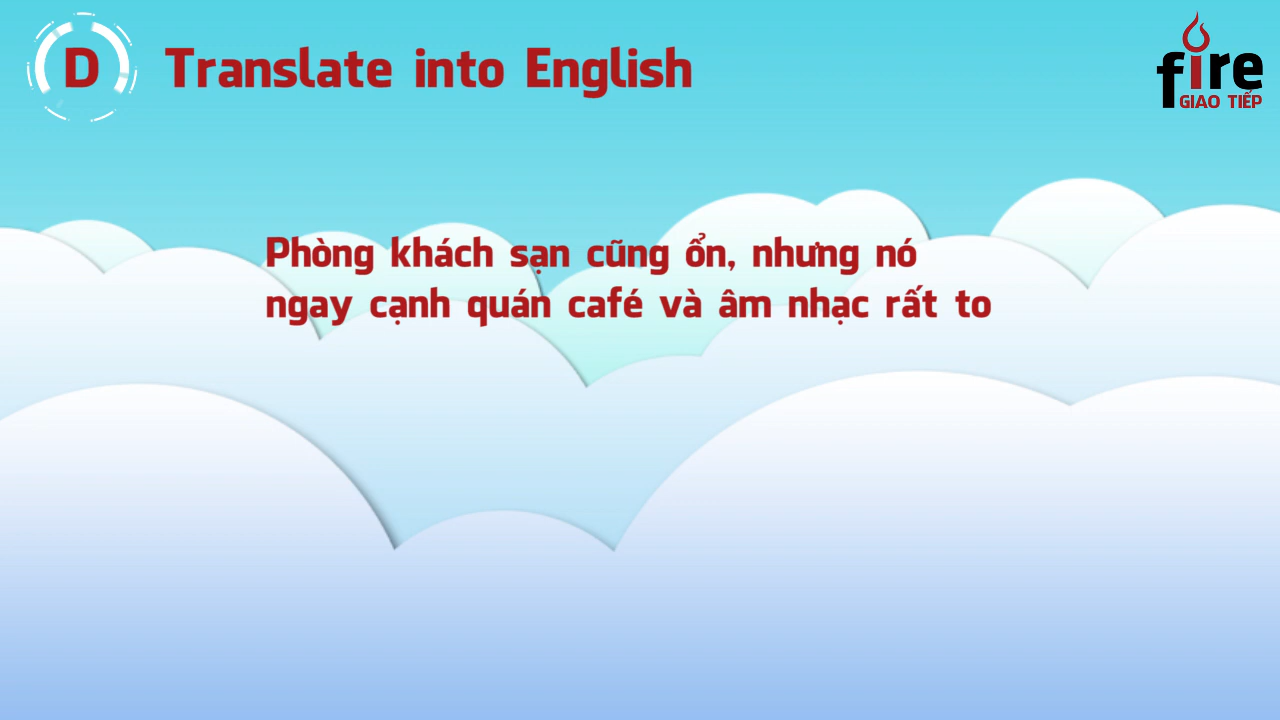 D Translate into English
fire
GIAO TIẾP
Phòng khách sạn cũng ổn, nhưng nó
ngay cạnh quán café và âm nhạc rất to